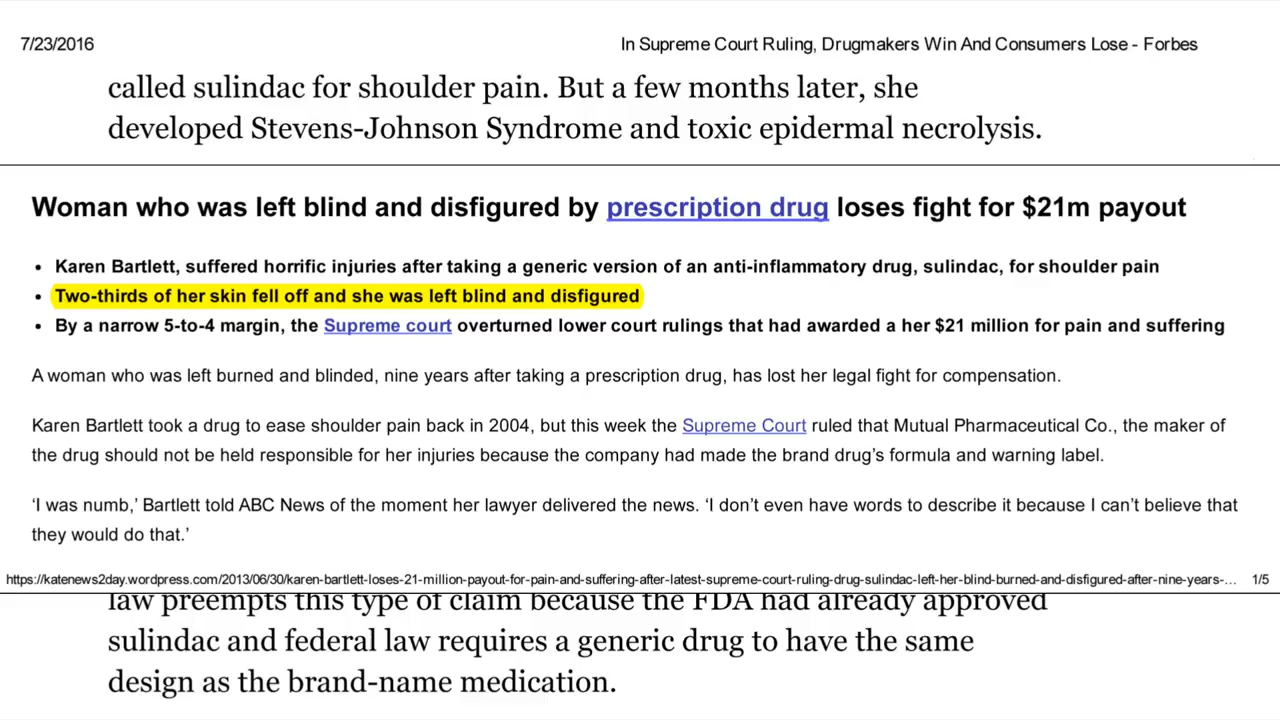 7/23/2016 In Supreme Court Ruling, Drugmakers Win And Consumers Lose - Forbes
called sulindac for shoulder pain. But a few months later, she
developed Stevens-Johnson Syndrome and toxic epidermal necrolysis.
Woman who was left blind and disfigured by prescription drug loses fight for $21m payout
• Karen Bartlett, suffered horrific injuries after taking a generic version of an anti-inflammatory drug, sulindac, for shoulder pain
• Two-thirds of her skin fell off and she was left blind and disfigured
• By a narrow 5-to-4 margin, the Supreme court overturned lower court rulings that had awarded a her $21 million for pain and suffering
A woman who was left burned and blinded, nine years after taking a prescription drug, has lost her legal fight for compensation.
Karen Bartlett took a drug to ease shoulder pain back in 2004, but this week the Supreme Court ruled that Mutual Pharmaceutical Co., the maker of
the drug should not be held responsible for her injuries because the company had made the brand drug’s formula and warning label.
‘I was numb,’ Bartlett told ABC News of the moment her lawyer delivered the news. ‘I don’t even have words to describe it because I can’t believe that
they would do that.’
https://katenews2day.wordpress.com/2013/06/30/karen-bartlett-loses-21-million-payout-for-pain-and-suffering-after-latest-supreme-court-ruling-drug-sulindac-left-her-blind-burned-and-disfigured-after-nine-years-… 1/5
law preempts this type of claim because the FDA had already approved
sulindac and federal law requires a generic drug to have the same
design as the brand-name medication.